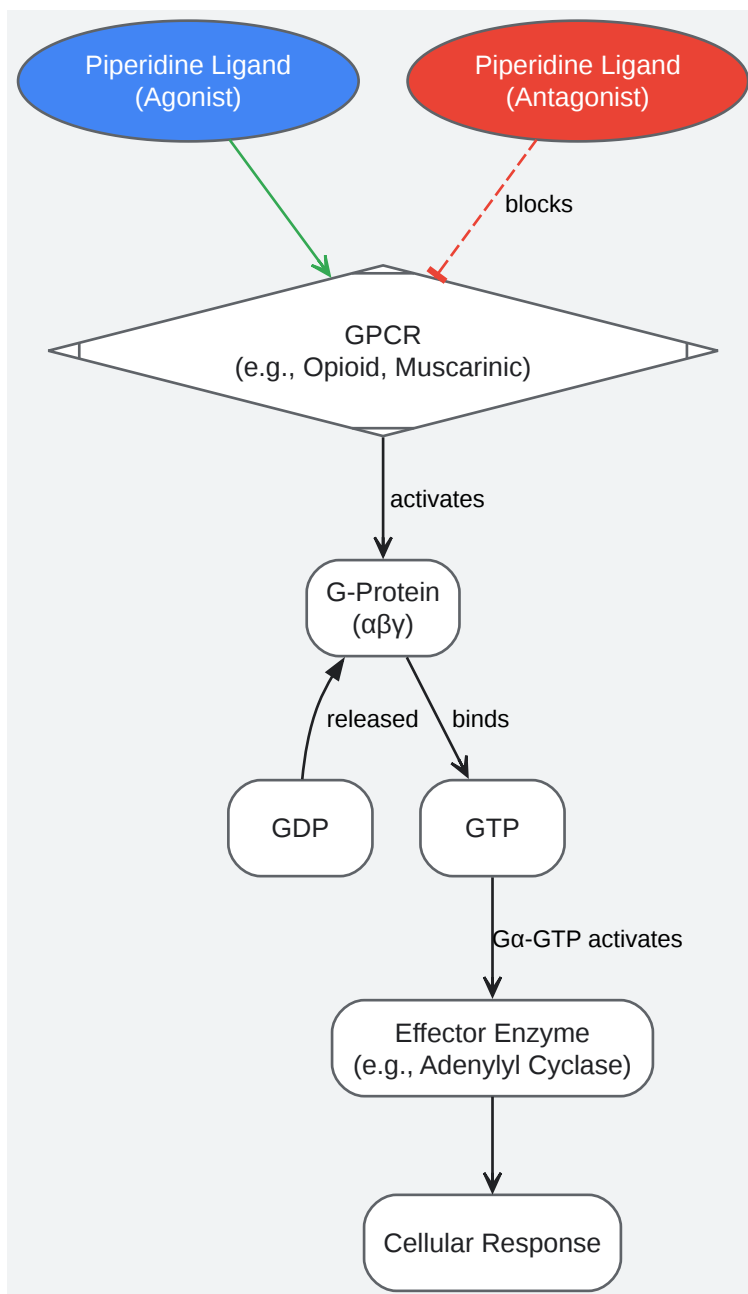 Piperidine Ligand
(Agonist)
Piperidine Ligand
(Antagonist)
blocks
GPCR
(e.g., Opioid, Muscarinic)
activates
G-Protein
(αβγ)
released
binds
GDP
GTP
Gα-GTP activates
Effector Enzyme
(e.g., Adenylyl Cyclase)
Cellular Response